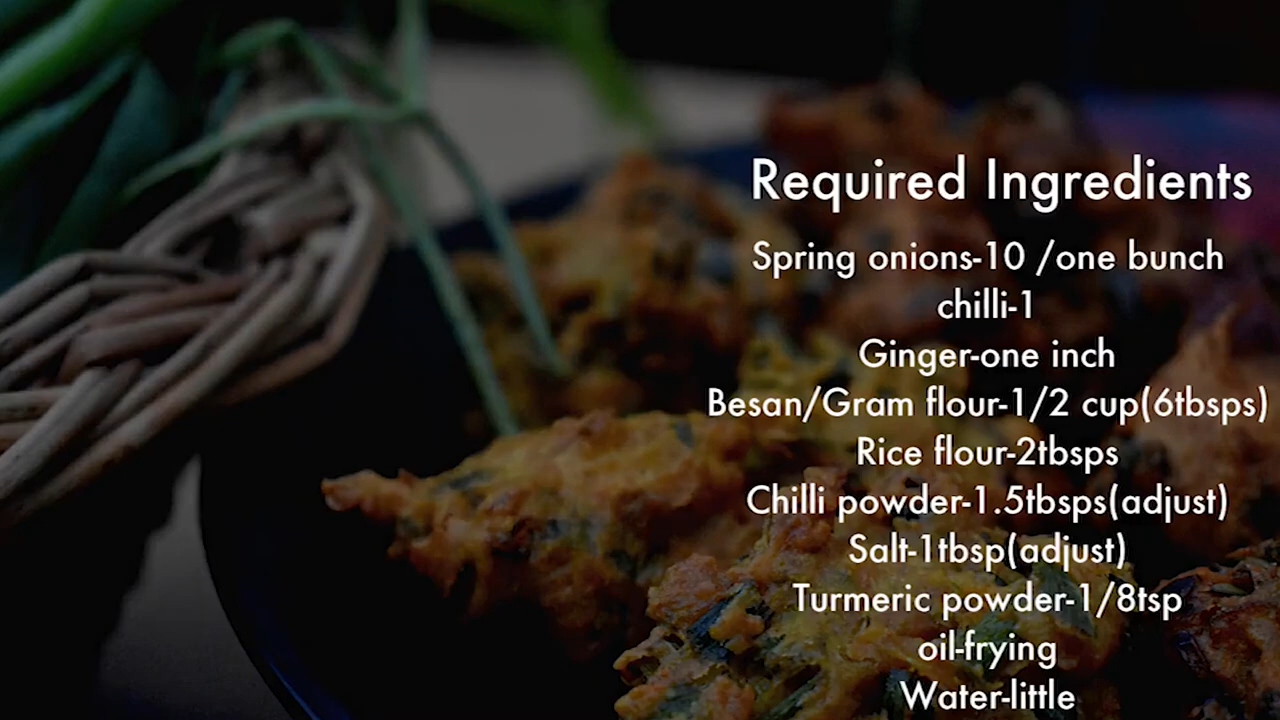 Required Ingredients
Spring onions-10 /one bunch
chilli-1
Ginger-one inch
Besan/Gram flour-1/2 cup(6tbsps)
Rice flour-2tbsps
Chilli powder-1.5tbsps(adjust)
Salt-1tbsp(adjust)
Turmeric powder-1/8tsp
oil-frying
Water-little